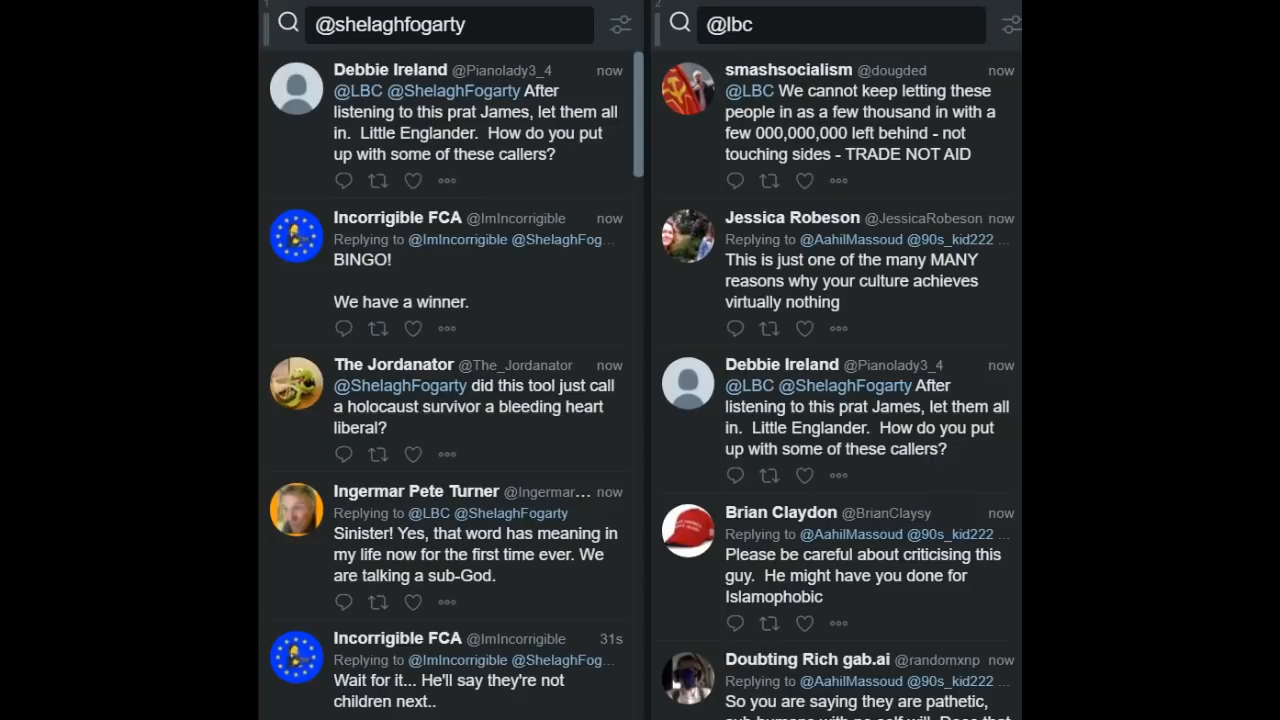 1
@shelaghfogarty
Debbie Ireland @Pianolady3_4 now
@LBC @ShelaghFogarty After
listening to this prat James, let them all
in.  Little Englander.  How do you put
up with some of these callers?
Incorrigible FCA @ImIncorrigible now
Replying to @ImIncorrigible @ShelaghFog...
BINGO!
We have a winner.
The Jordanator @The_Jordanator now
@ShelaghFogarty did this tool just call
a holocaust survivor a bleeding heart
liberal?
Ingermar Pete Turner @Ingermar... now
Replying to @LBC @ShelaghFogarty
Sinister! Yes, that word has meaning in
my life now for the first time ever. We
are talking a sub-God.
Incorrigible FCA @ImIncorrigible 31s
Replying to @ImIncorrigible @ShelaghFog...
Wait for it... He'll say they're not
children next..
2
@lbc
smashsocialism @dougded now
@LBC We cannot keep letting these
people in as a few thousand in with a
few 000,000,000 left behind - not
touching sides - TRADE NOT AID
Jessica Robeson @JessicaRobeson now
Replying to @AahilMassoud @90s_kid222 ...
This is just one of the many MANY
reasons why your culture achieves
virtually nothing
Debbie Ireland @Pianolady3_4 now
@LBC @ShelaghFogarty After
listening to this prat James, let them all
in.  Little Englander.  How do you put
up with some of these callers?
Brian Claydon @BrianClaysy now
Replying to @AahilMassoud @90s_kid222 ...
Please be careful about criticising this
guy.  He might have you done for
Islamophobic
Doubting Rich gab.ai @randomxnp now
Replying to @AahilMassoud @90s_kid222 ...
So you are saying they are pathetic,
sub humans with no self will. Does that